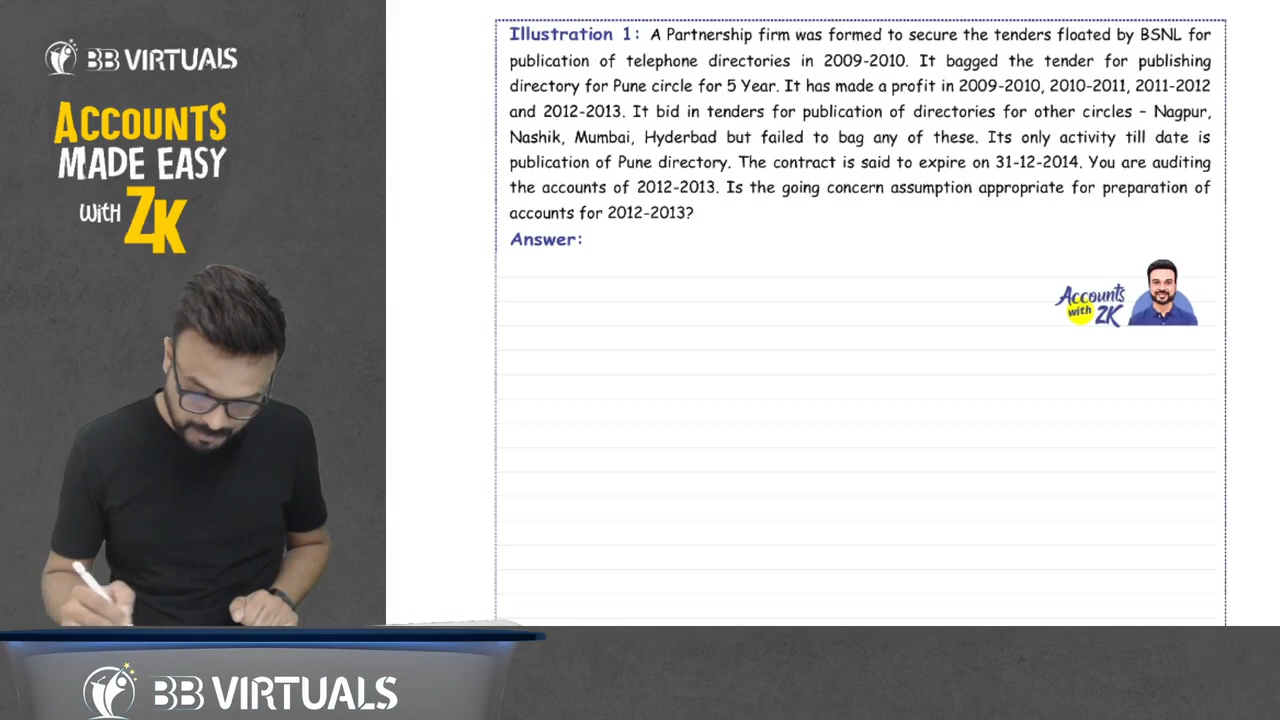 BB VIRTUALS
ACCOUNTS
MADE EASY
with ZK
Illustration 1: A Partnership firm was formed to secure the tenders floated by BSNL for
publication of telephone directories in 2009-2010. It bagged the tender for publishing
directory for Pune circle for 5 Year. It has made a profit in 2009-2010, 2010-2011, 2011-2012
and 2012-2013. It bid in tenders for publication of directories for other circles – Nagpur,
Nashik, Mumbai, Hyderbad but failed to bag any of these. Its only activity till date is
publication of Pune directory. The contract is said to expire on 31-12-2014. You are auditing
the accounts of 2012-2013. Is the going concern assumption appropriate for preparation of
accounts for 2012-2013?
Answer:
Accounts
with ZK
BB VIRTUALS